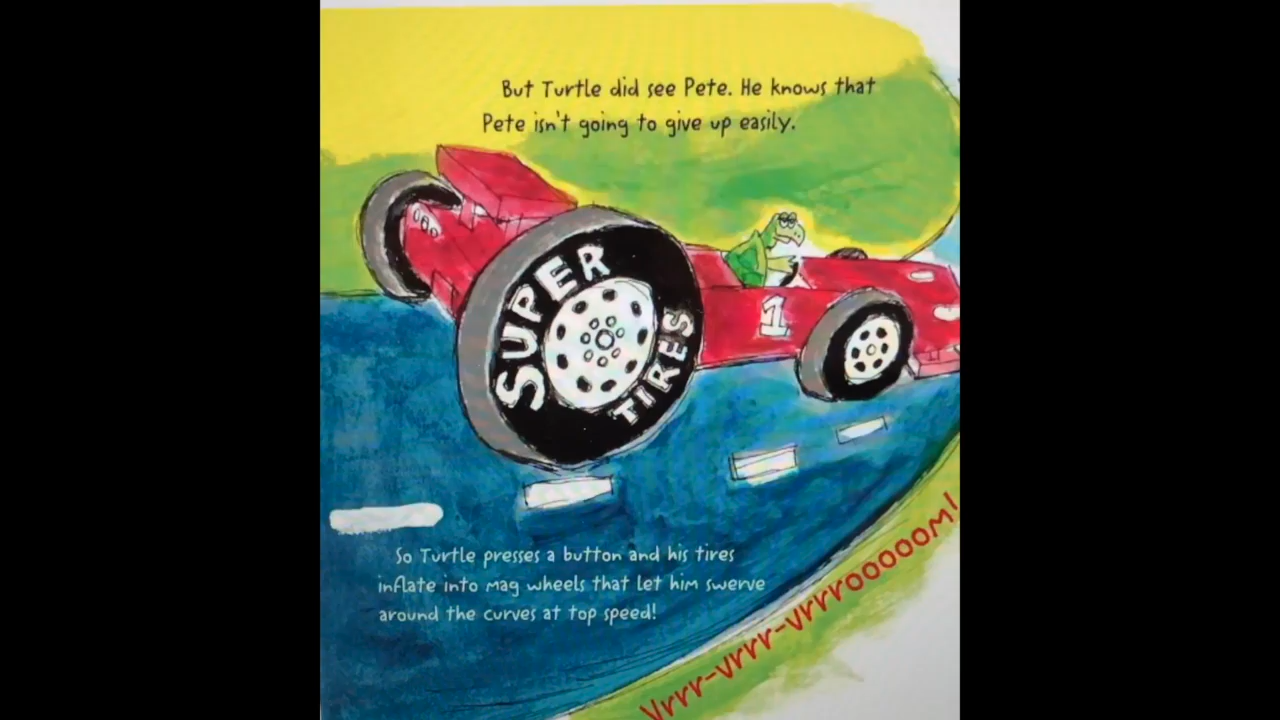 But Turtle did see Pete. He knows that
Pete isn't going to give up easily.
SUPER
TIRES
1
So Turtle presses a button and his tires
inflate into mag wheels that let him swerve
around the curves at top speed!
Vrrr-vrrr-vrrrooooom!